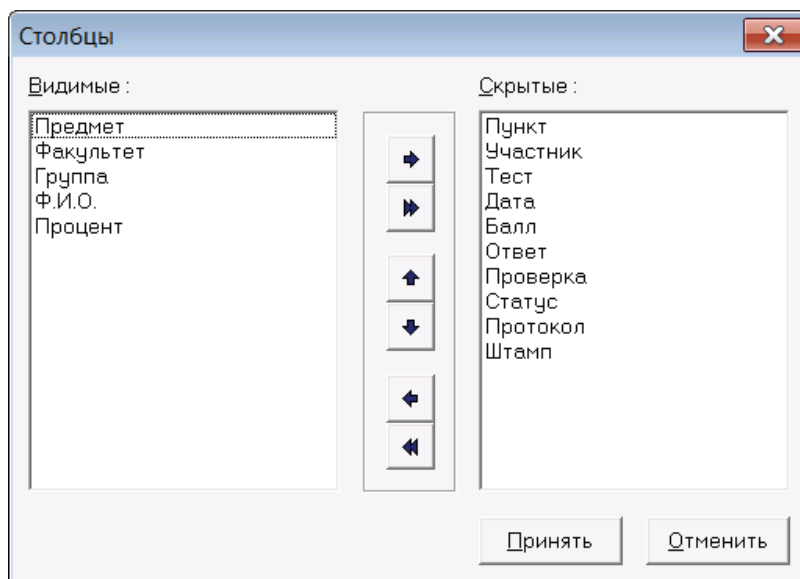 Столбцы
Видимые :
Предмет
Факультет
Группа
Ф.И.О.
Процент
Скрытые :
Пункт
Участник
Тест
Дата
Балл
Ответ
Проверка
Статус
Протокол
Штамп
Принять
Отменить